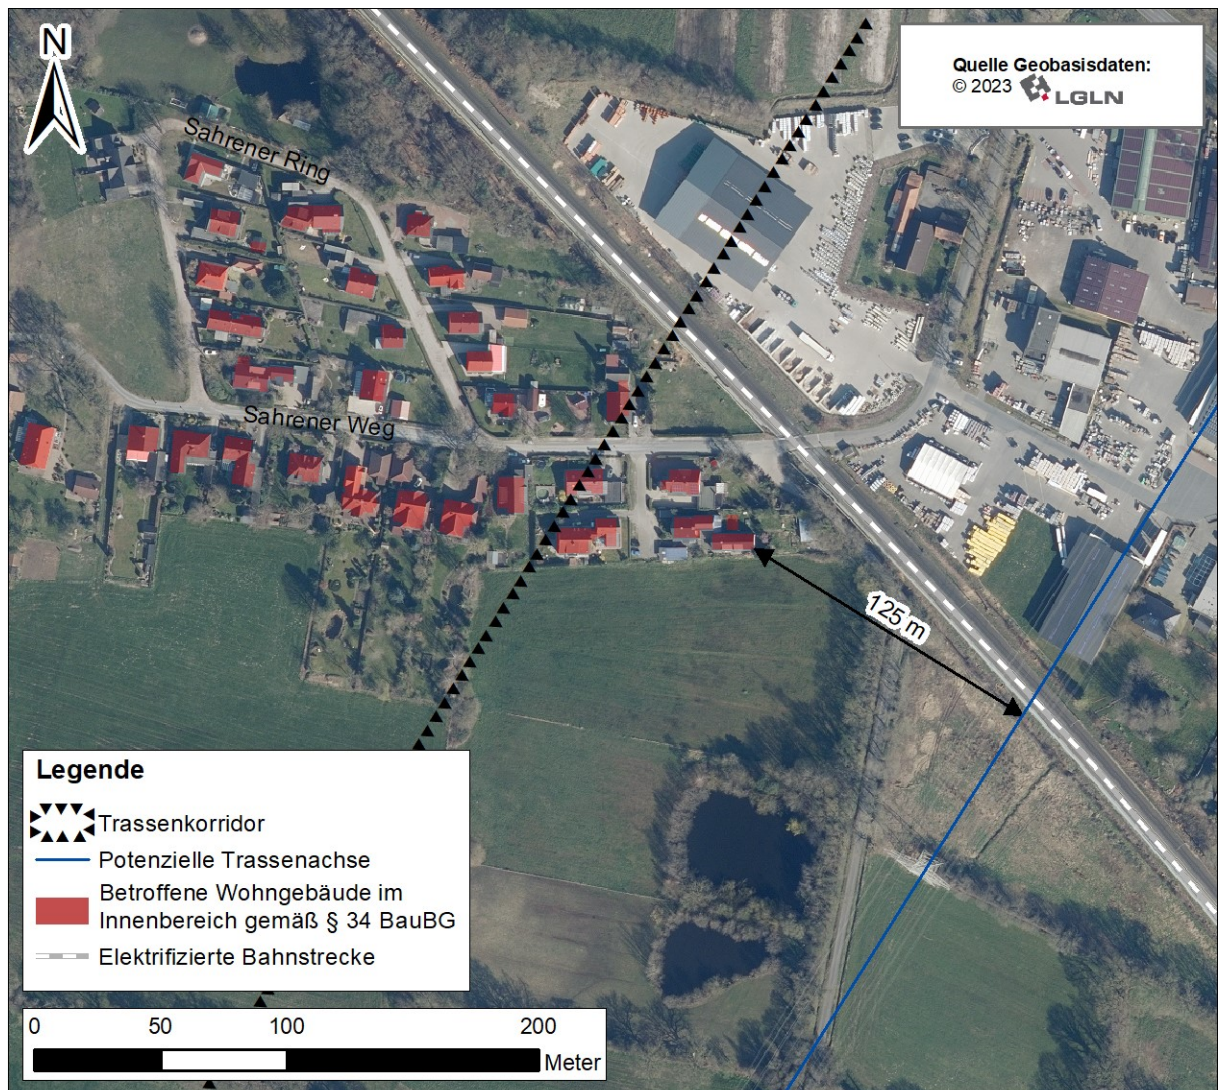 N
Quelle Geobasisdaten:
© 2023 LGLN
Sahrener Ring
Sahrener Weg
125 m
Legende
Trassenkorridor
Potenzielle Trassenachse
Betroffene Wohngebäude im
Innenbereich gemäß § 34 BauBG
Elektrifizierte Bahnstrecke
0 50 100 200
Meter